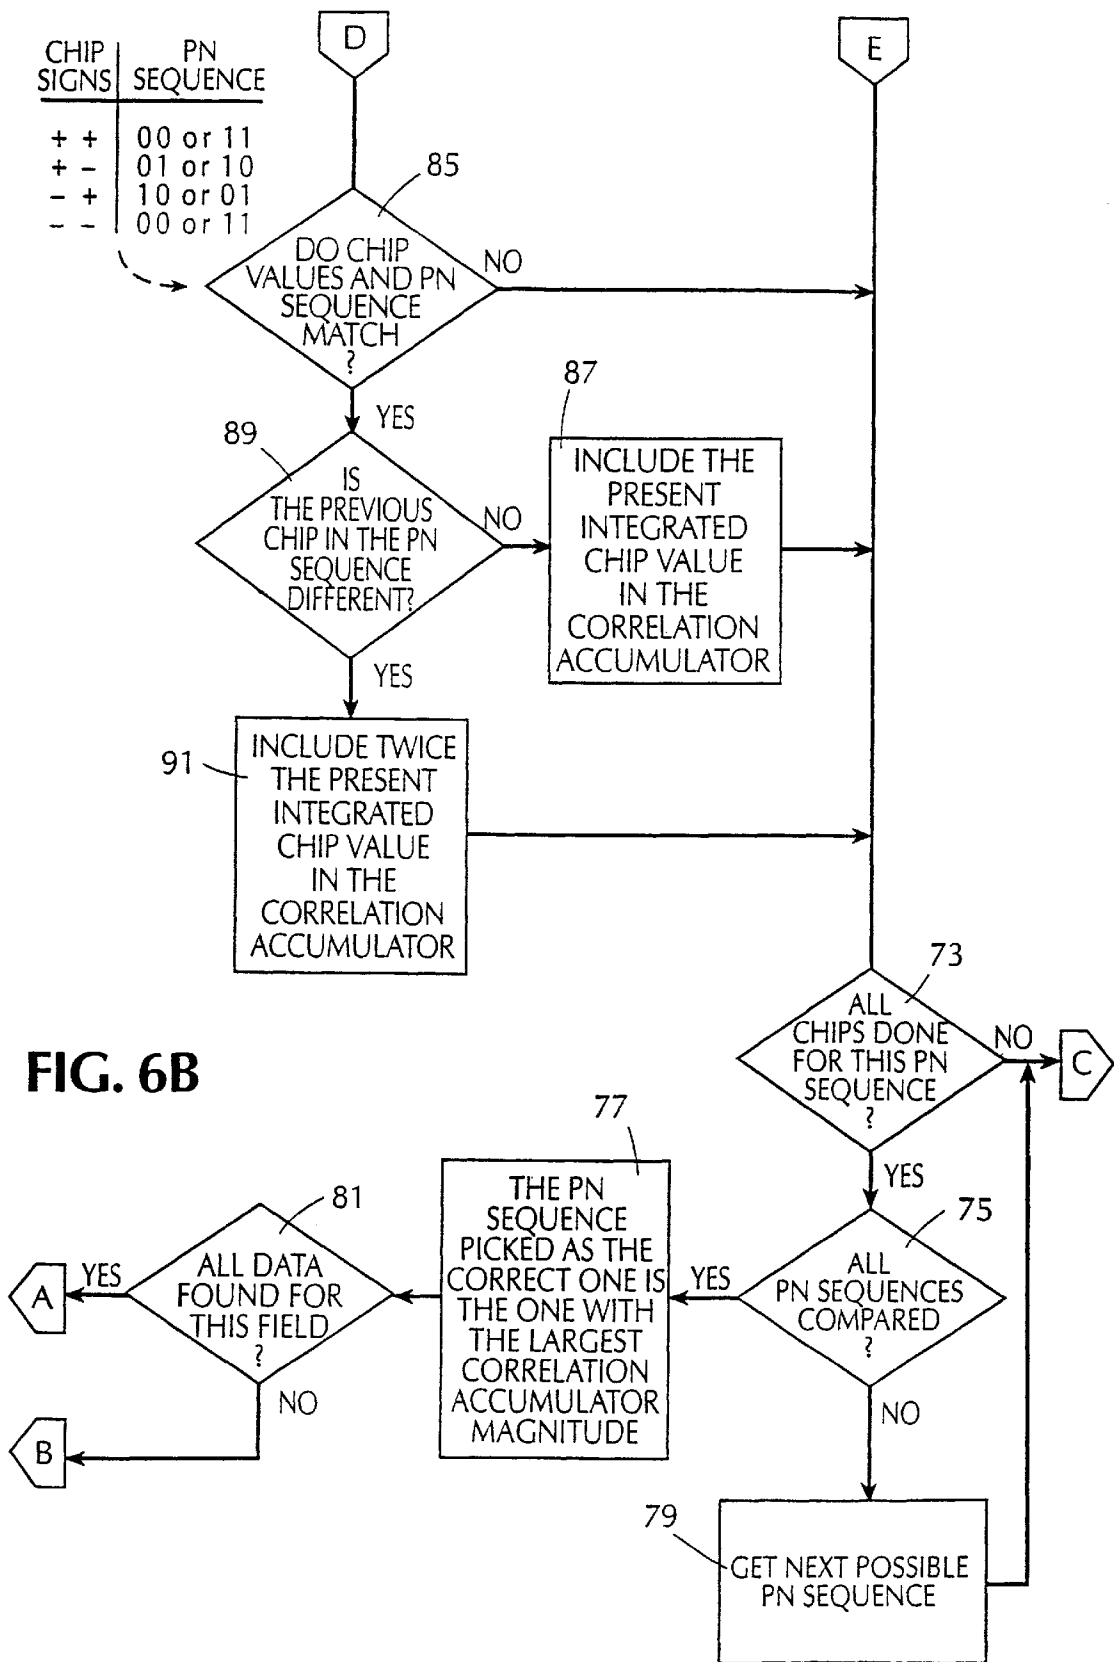 D
E
CHIP SIGNS | PN SEQUENCE
+ + | 00 or 11
+ - | 01 or 10
- + | 10 or 01
- - | 00 or 11
85
DO CHIP
VALUES AND PN
SEQUENCE
MATCH
?
NO
YES
89
IS
THE PREVIOUS
CHIP IN THE PN
SEQUENCE
DIFFERENT?
NO
87
INCLUDE THE
PRESENT
INTEGRATED
CHIP VALUE
IN THE
CORRELATION
ACCUMULATOR
YES
91
INCLUDE TWICE
THE PRESENT
INTEGRATED
CHIP VALUE
IN THE
CORRELATION
ACCUMULATOR
73
ALL
CHIPS DONE
FOR THIS PN
SEQUENCE
?
NO
C
FIG. 6B
YES
75
ALL
PN SEQUENCES
COMPARED
?
YES
77
THE PN
SEQUENCE
PICKED AS THE
CORRECT ONE IS
THE ONE WITH
THE LARGEST
CORRELATION
ACCUMULATOR
MAGNITUDE
81
ALL DATA
FOUND FOR
THIS FIELD
?
YES
A
NO
B
NO
79
GET NEXT POSSIBLE
PN SEQUENCE